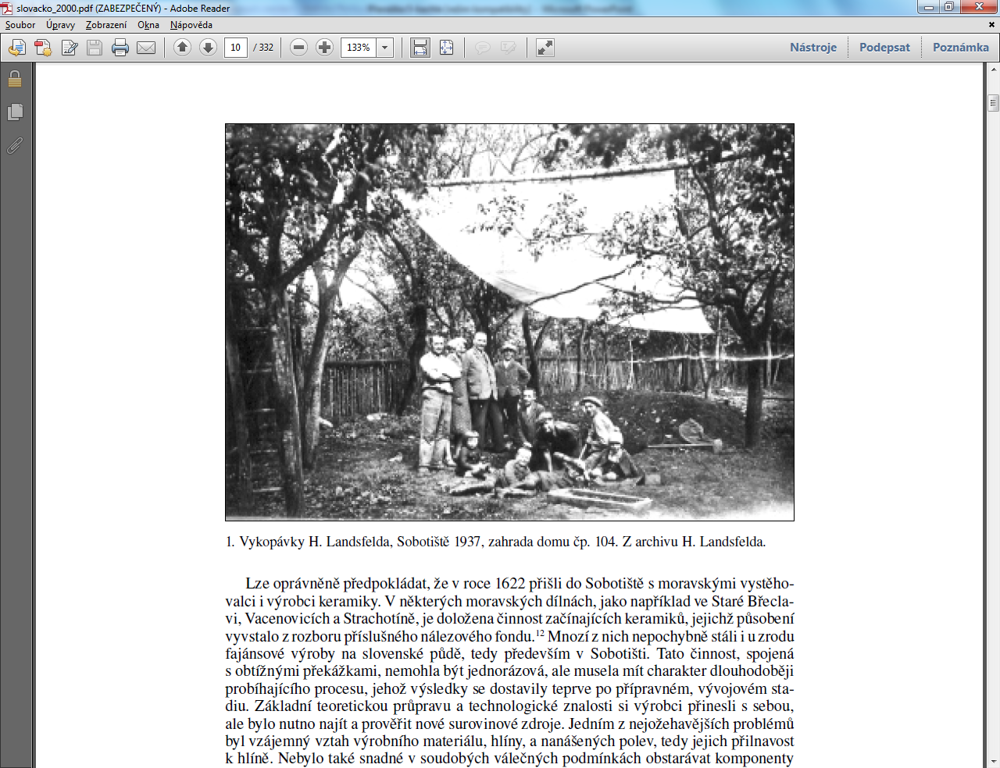 slovacko_2000.pdf (ZABEZPEČENÝ) - Adobe Reader
Soubor Úpravy Zobrazení Okna Nápověda
10 / 332 133% Nástroje Podepsat Poznámka
1. Vykopávky H. Landsfelda, Sobotiště 1937, zahrada domu čp. 104. Z archivu H. Landsfelda.
Lze oprávněně předpokládat, že v roce 1622 přišli do Sobotiště s moravskými vystěho-
valci i výrobci keramiky. V některých moravských dílnách, jako například ve Staré Břecla-
vi, Vacenovicích a Strachotíně, je doložena činnost začínajících keramiků, jejichž působení
vyvstalo z rozboru příslušného nálezového fondu.12 Mnozí z nich nepochybně stáli i u zrodu
fajánsové výroby na slovenské půdě, tedy především v Sobotišti. Tato činnost, spojená
s obtížnými překážkami, nemohla být jednorázová, ale musela mít charakter dlouhodoběji
probíhajícího procesu, jehož výsledky se dostavily teprve po přípravném, vývojovém sta-
diu. Základní teoretickou průpravu a technologické znalosti si výrobci přinesli s sebou,
ale bylo nutno najít a prověřit nové surovinové zdroje. Jedním z nejožehavějších problémů
byl vzájemný vztah výrobního materiálu, hlíny, a nanášených polev, tedy jejich přilnavost
k hlíně. Nebylo také snadné v soudobých válečných podmínkách obstarávat komponenty